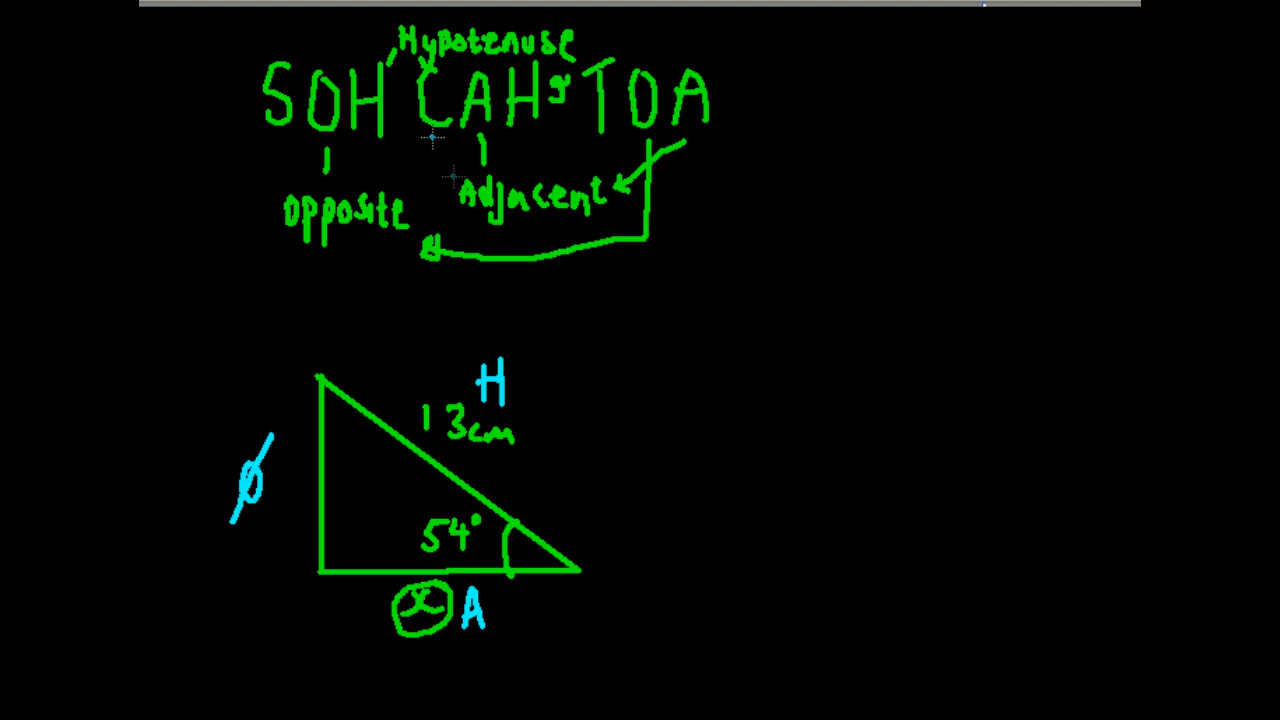 Hypotenuse
SOH CAH TOA
opposite
Adjacent
H
13cm
O
54°
x A